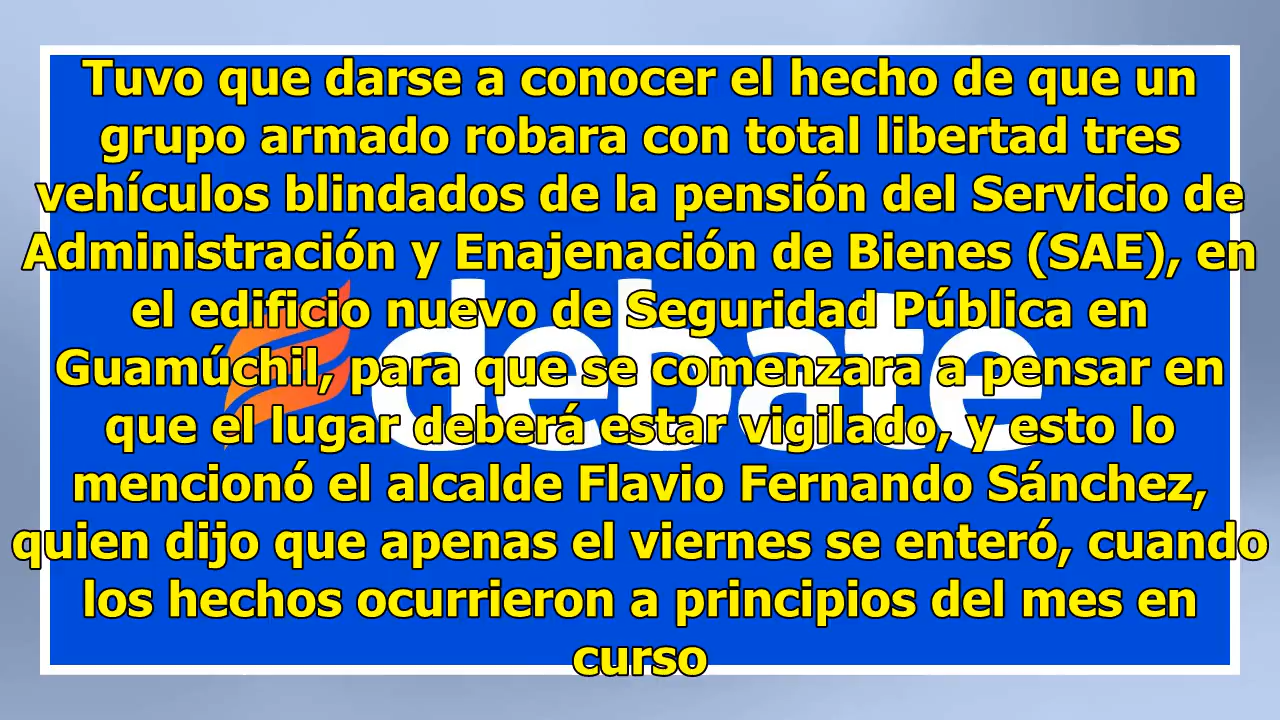 Tuvo que darse a conocer el hecho de que un
grupo armado robara con total libertad tres
vehículos blindados de la pensión del Servicio de
Administración y Enajenación de Bienes (SAE), en
el edificio nuevo de Seguridad Pública en
Guamúchil, para que se comenzara a pensar en
que el lugar deberá estar vigilado, y esto lo
mencionó el alcalde Flavio Fernando Sánchez,
quien dijo que apenas el viernes se enteró, cuando
los hechos ocurrieron a principios del mes en
curso
debate